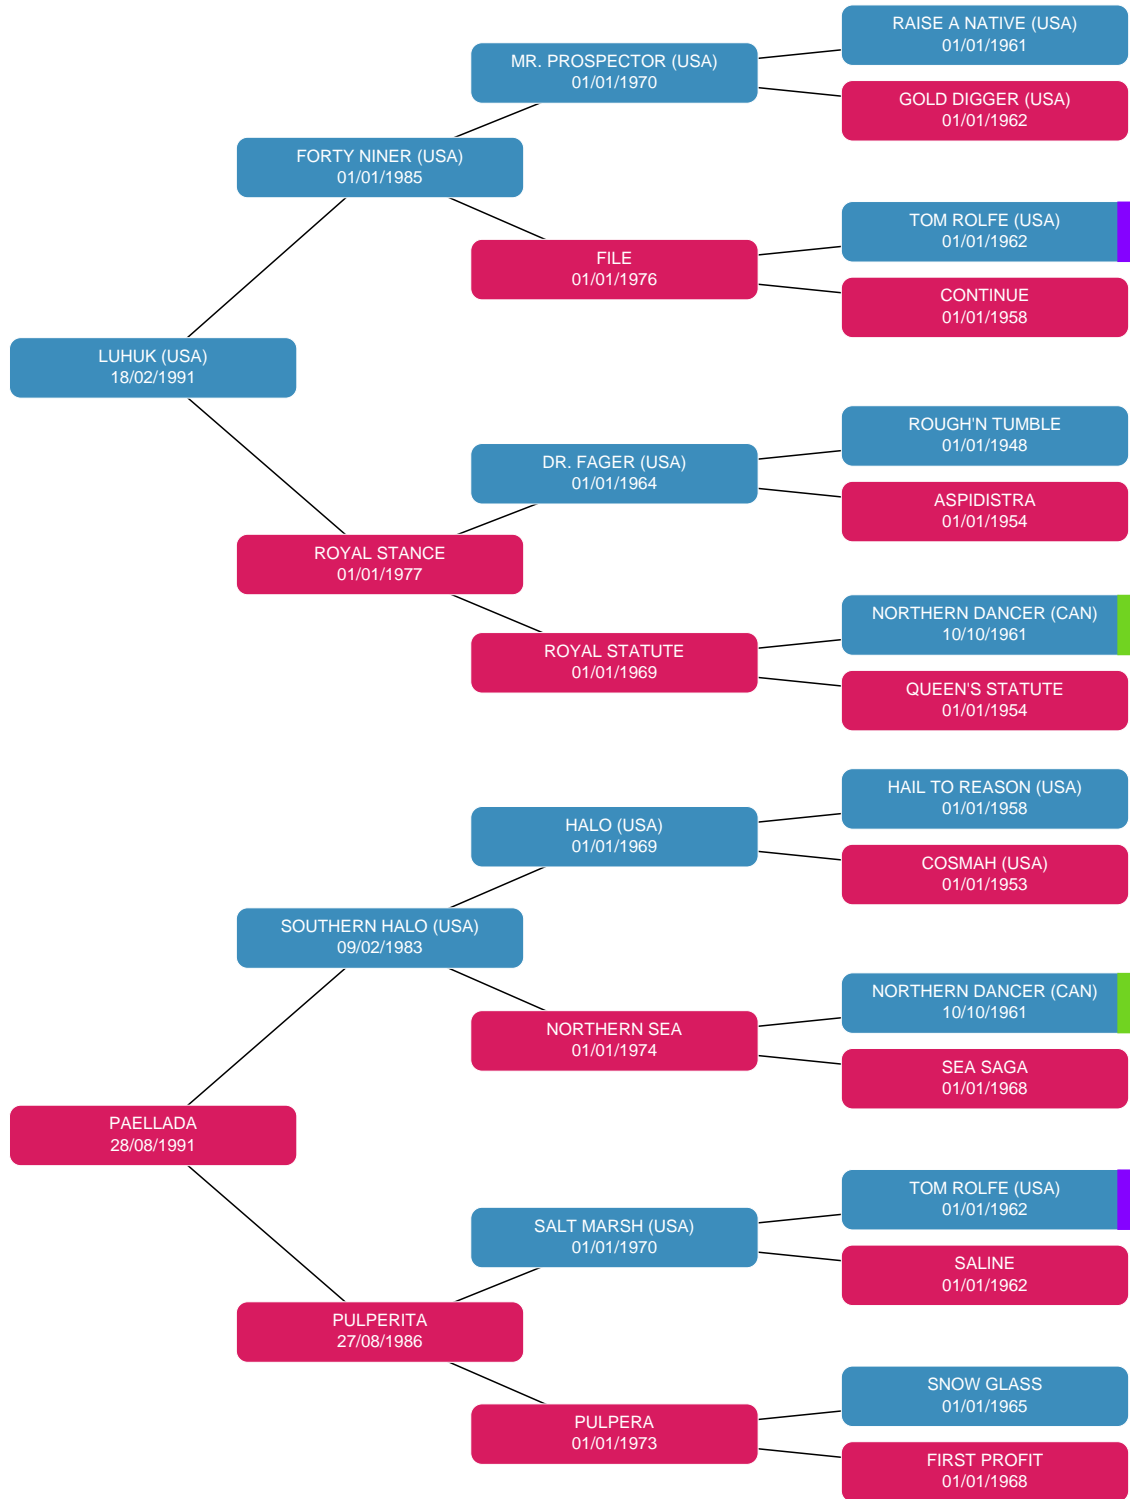 RAISE A NATIVE (USA)
01/01/1961
MR. PROSPECTOR (USA)
01/01/1970
GOLD DIGGER (USA)
01/01/1962
FORTY NINER (USA)
01/01/1985
TOM ROLFE (USA)
01/01/1962
FILE
01/01/1976
CONTINUE
01/01/1958
LUHUK (USA)
18/02/1991
ROUGH'N TUMBLE
01/01/1948
DR. FAGER (USA)
01/01/1964
ASPIDISTRA
01/01/1954
ROYAL STANCE
01/01/1977
NORTHERN DANCER (CAN)
10/10/1961
ROYAL STATUTE
01/01/1969
QUEEN'S STATUTE
01/01/1954
HAIL TO REASON (USA)
01/01/1958
HALO (USA)
01/01/1969
COSMAH (USA)
01/01/1953
SOUTHERN HALO (USA)
09/02/1983
NORTHERN DANCER (CAN)
10/10/1961
NORTHERN SEA
01/01/1974
SEA SAGA
01/01/1968
PAELLADA
28/08/1991
TOM ROLFE (USA)
01/01/1962
SALT MARSH (USA)
01/01/1970
SALINE
01/01/1962
PULPERITA
27/08/1986
SNOW GLASS
01/01/1965
PULPERA
01/01/1973
FIRST PROFIT
01/01/1968